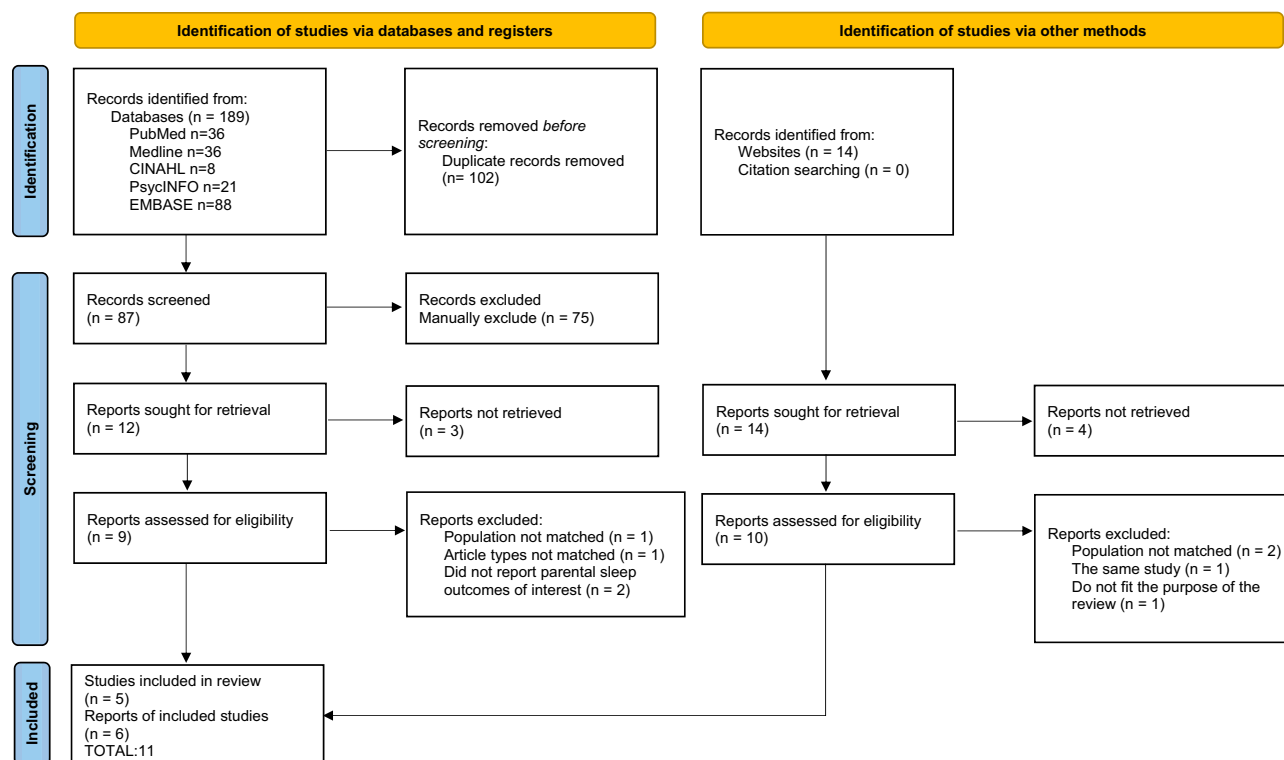 Identification of studies via databases and registers
Identification of studies via other methods
Identification
Records identified from:
Databases (n = 189)
PubMed n=36
Medline n=36
CINAHL n=8
PsycINFO n=21
EMBASE n=88
Records removed before
screening:
Duplicate records removed
(n= 102)
Records identified from:
Websites (n = 14)
Citation searching (n = 0)
Screening
Records screened
(n = 87)
Records excluded
Manually exclude (n = 75)
Reports sought for retrieval
(n = 12)
Reports not retrieved
(n = 3)
Reports sought for retrieval
(n = 14)
Reports not retrieved
(n = 4)
Reports assessed for eligibility
(n = 9)
Reports excluded:
Population not matched (n = 1)
Article types not matched (n = 1)
Did not report parental sleep
outcomes of interest (n = 2)
Reports assessed for eligibility
(n = 10)
Reports excluded:
Population not matched (n = 2)
The same study (n = 1)
Do not fit the purpose of the
review (n = 1)
Included
Studies included in review
(n = 5)
Reports of included studies
(n = 6)
TOTAL:11